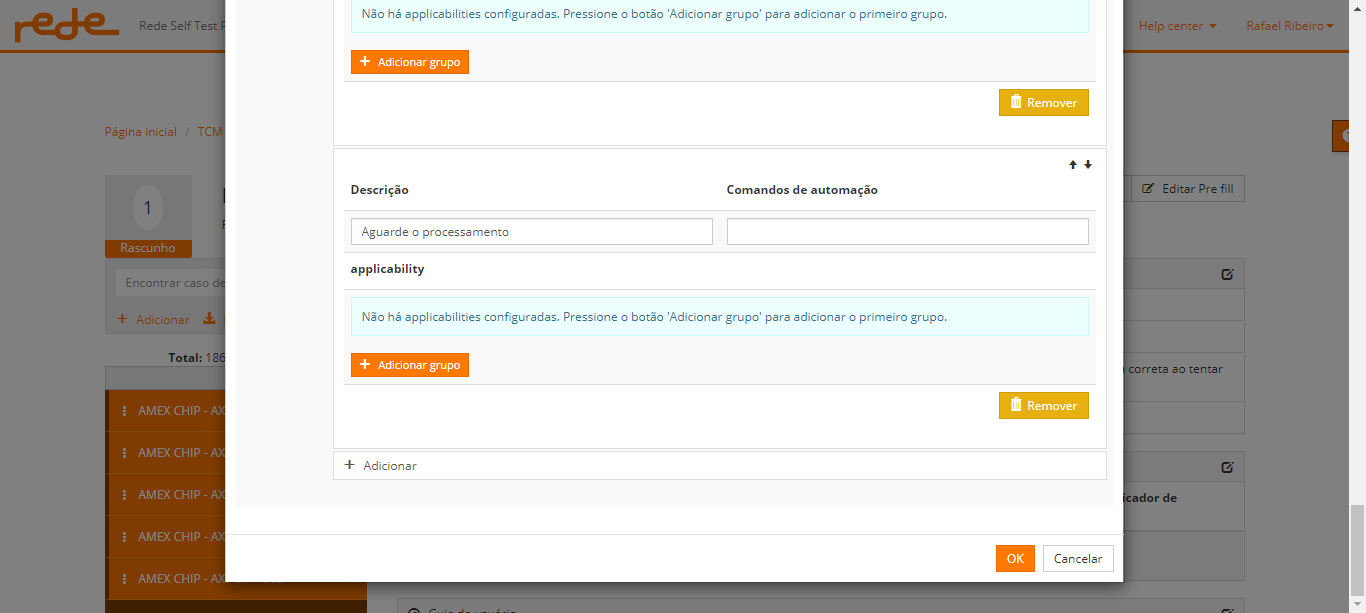 Não há applicabilities configuradas. Pressione o botão 'Adicionar grupo' para adicionar o primeiro grupo.
rede
Rede Self Test
Help center
Rafael Ribeiro
+ Adicionar grupo
Remover
Página inicial / TCM
Descrição
Comandos de automação
Editar Pre fill
1
Aguarde o processamento
Rascunho
applicability
Encontrar caso de
Não há applicabilities configuradas. Pressione o botão 'Adicionar grupo' para adicionar o primeiro grupo.
+ Adicionar
Total: 186
+ Adicionar grupo
correta ao tentar
AMEX CHIP - AX
Remover
AMEX CHIP - AX
+ Adicionar
AMEX CHIP - AX
icador de
AMEX CHIP - AX
OK
Cancelar
AMEX CHIP - AX